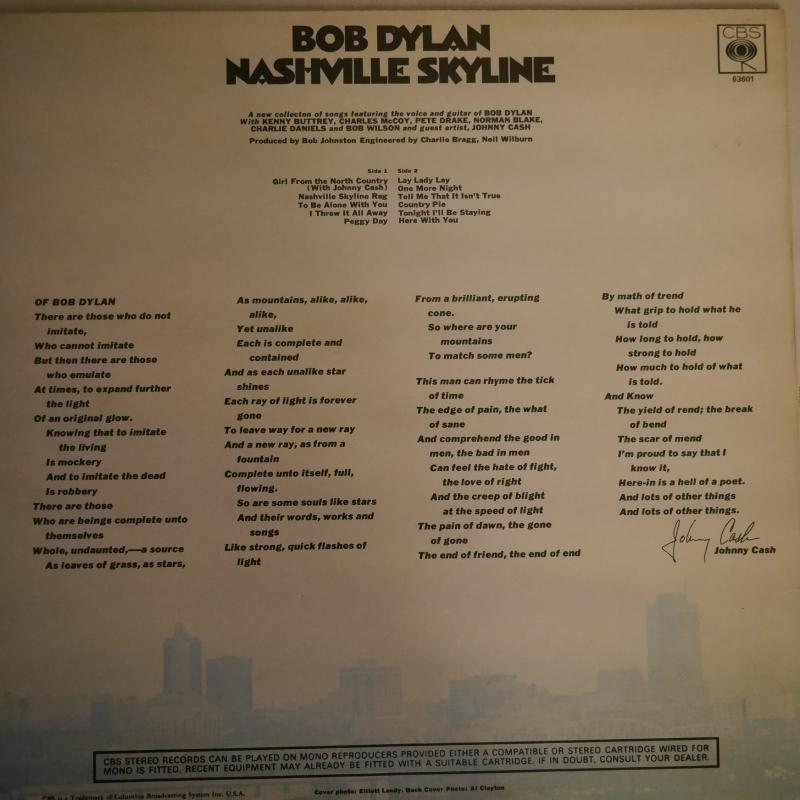 BOB DYLAN
NASHVILLE SKYLINE
CBS
63601
A new collecton of songs featuring the voice and guitar of BOB DYLAN
With KENNY BUTTREY, CHARLES McCOY, PETE DRAKE, NORMAN BLAKE,
CHARLIE DANIELS and BOB WILSON and guest artist, JOHNNY CASH
Produced by Bob Johnston Engineered by Charlie Bragg, Neil Wilburn
Side 1
Girl From the North Country
(With Johnny Cash)
Nashville Skyline Rag
To Be Alone With You
I Threw It All Away
Peggy Day
Side 2
Lay Lady Lay
One More Night
Tell Me That It Isn't True
Country Pie
Tonight I'll Be Staying
Here With You
OF BOB DYLAN
There are those who do not
imitate,
Who cannot imitate
But then there are those
who emulate
At times, to expand further
the light
Of an original glow.
Knowing that to imitate
the living
Is mockery
And to imitate the dead
Is robbery
There are those
Who are beings complete unto
themselves
Whole, undaunted,—a source
As leaves of grass, as stars,
As mountains, alike, alike,
alike,
Yet unalike
Each is complete and
contained
And as each unalike star
shines
Each ray of light is forever
gone
To leave way for a new ray
And a new ray, as from a
fountain
Complete unto itself, full,
flowing.
So are some souls like stars
And their words, works and
songs
Like strong, quick flashes of
light
From a brilliant, erupting
cone.
So where are your
mountains
To match some men?
This man can rhyme the tick
of time
The edge of pain, the what
of sane
And comprehend the good in
men, the bad in men
Can feel the hate of fight,
the love of right
And the creep of blight
at the speed of light
The pain of dawn, the gone
of gone
The end of friend, the end of end
By math of trend
What grip to hold what he
is told
How long to hold, how
strong to hold
How much to hold of what
is told.
And Know
The yield of rend; the break
of bend
The scar of mend
I'm proud to say that I
know it,
Here-in is a hell of a poet.
And lots of other things
And lots of other things.
Johnny Cash
Johnny Cash
CBS STEREO RECORDS CAN BE PLAYED ON MONO REPRODUCERS PROVIDED EITHER A COMPATIBLE OR STEREO CARTRIDGE WIRED FOR
MONO IS FITTED. RECENT EQUIPMENT MAY ALREADY BE FITTED WITH A SUITABLE CARTRIDGE. IF IN DOUBT, CONSULT YOUR DEALER.
CBS is a Trademark of Columbia Broadcasting System Inc. U.S.A.
Cover photo: Elliott Landy. Back Cover Photo: Al Clayton